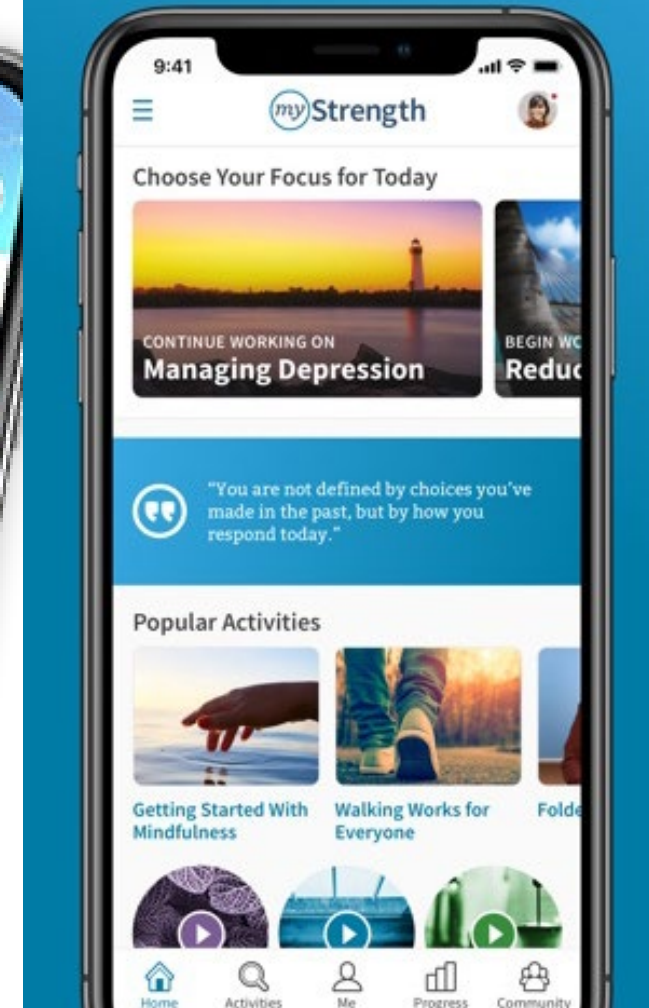 9:41
myStrength
Choose Your Focus for Today
CONTINUE WORKING ON
Managing Depression
BEGIN
“You are not defined by choices you’ve
made in the past, but by how you
respond today.”
Popular Activities
Getting Started With
Mindfulness
Walking Works for
Everyone
Home
Activities
Me
Progress
Community